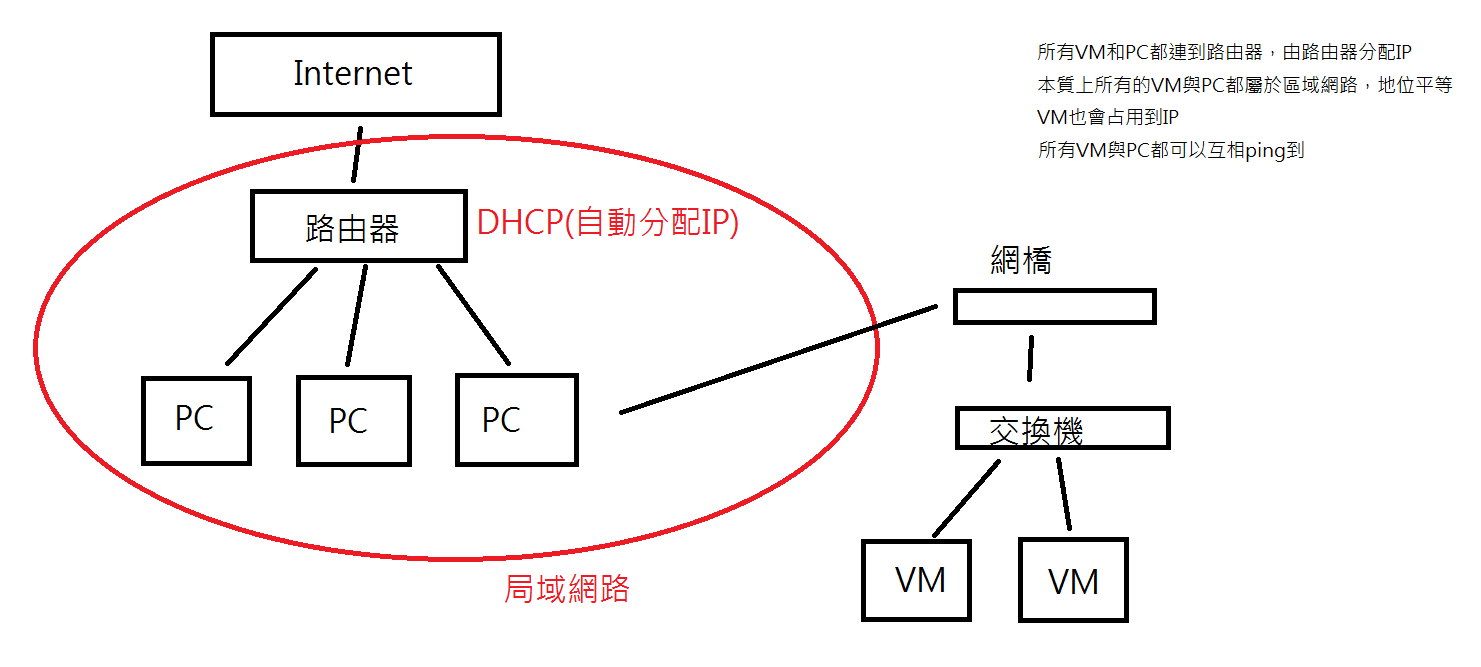 所有VM和PC都連到路由器，由路由器分配IP
本質上所有的VM與PC都屬於區域網路，地位平等
VM也會占用到IP
所有VM與PC都可以互相ping到
Internet
路由器
DHCP(自動分配IP)
網橋
PC
PC
PC
交換機
VM
VM
局域網路